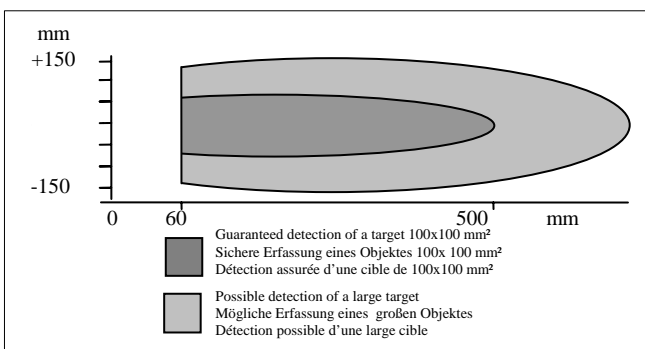 mm
+150
-150
0 60 500 mm
Guaranteed detection of a target 100x100 mm²
Sichere Erfassung eines Objektes 100x 100 mm²
Détection assurée d’une cible de 100x100 mm²
Possible detection of a large target
Mögliche Erfassung eines großen Objektes
Détection possible d’une large cible